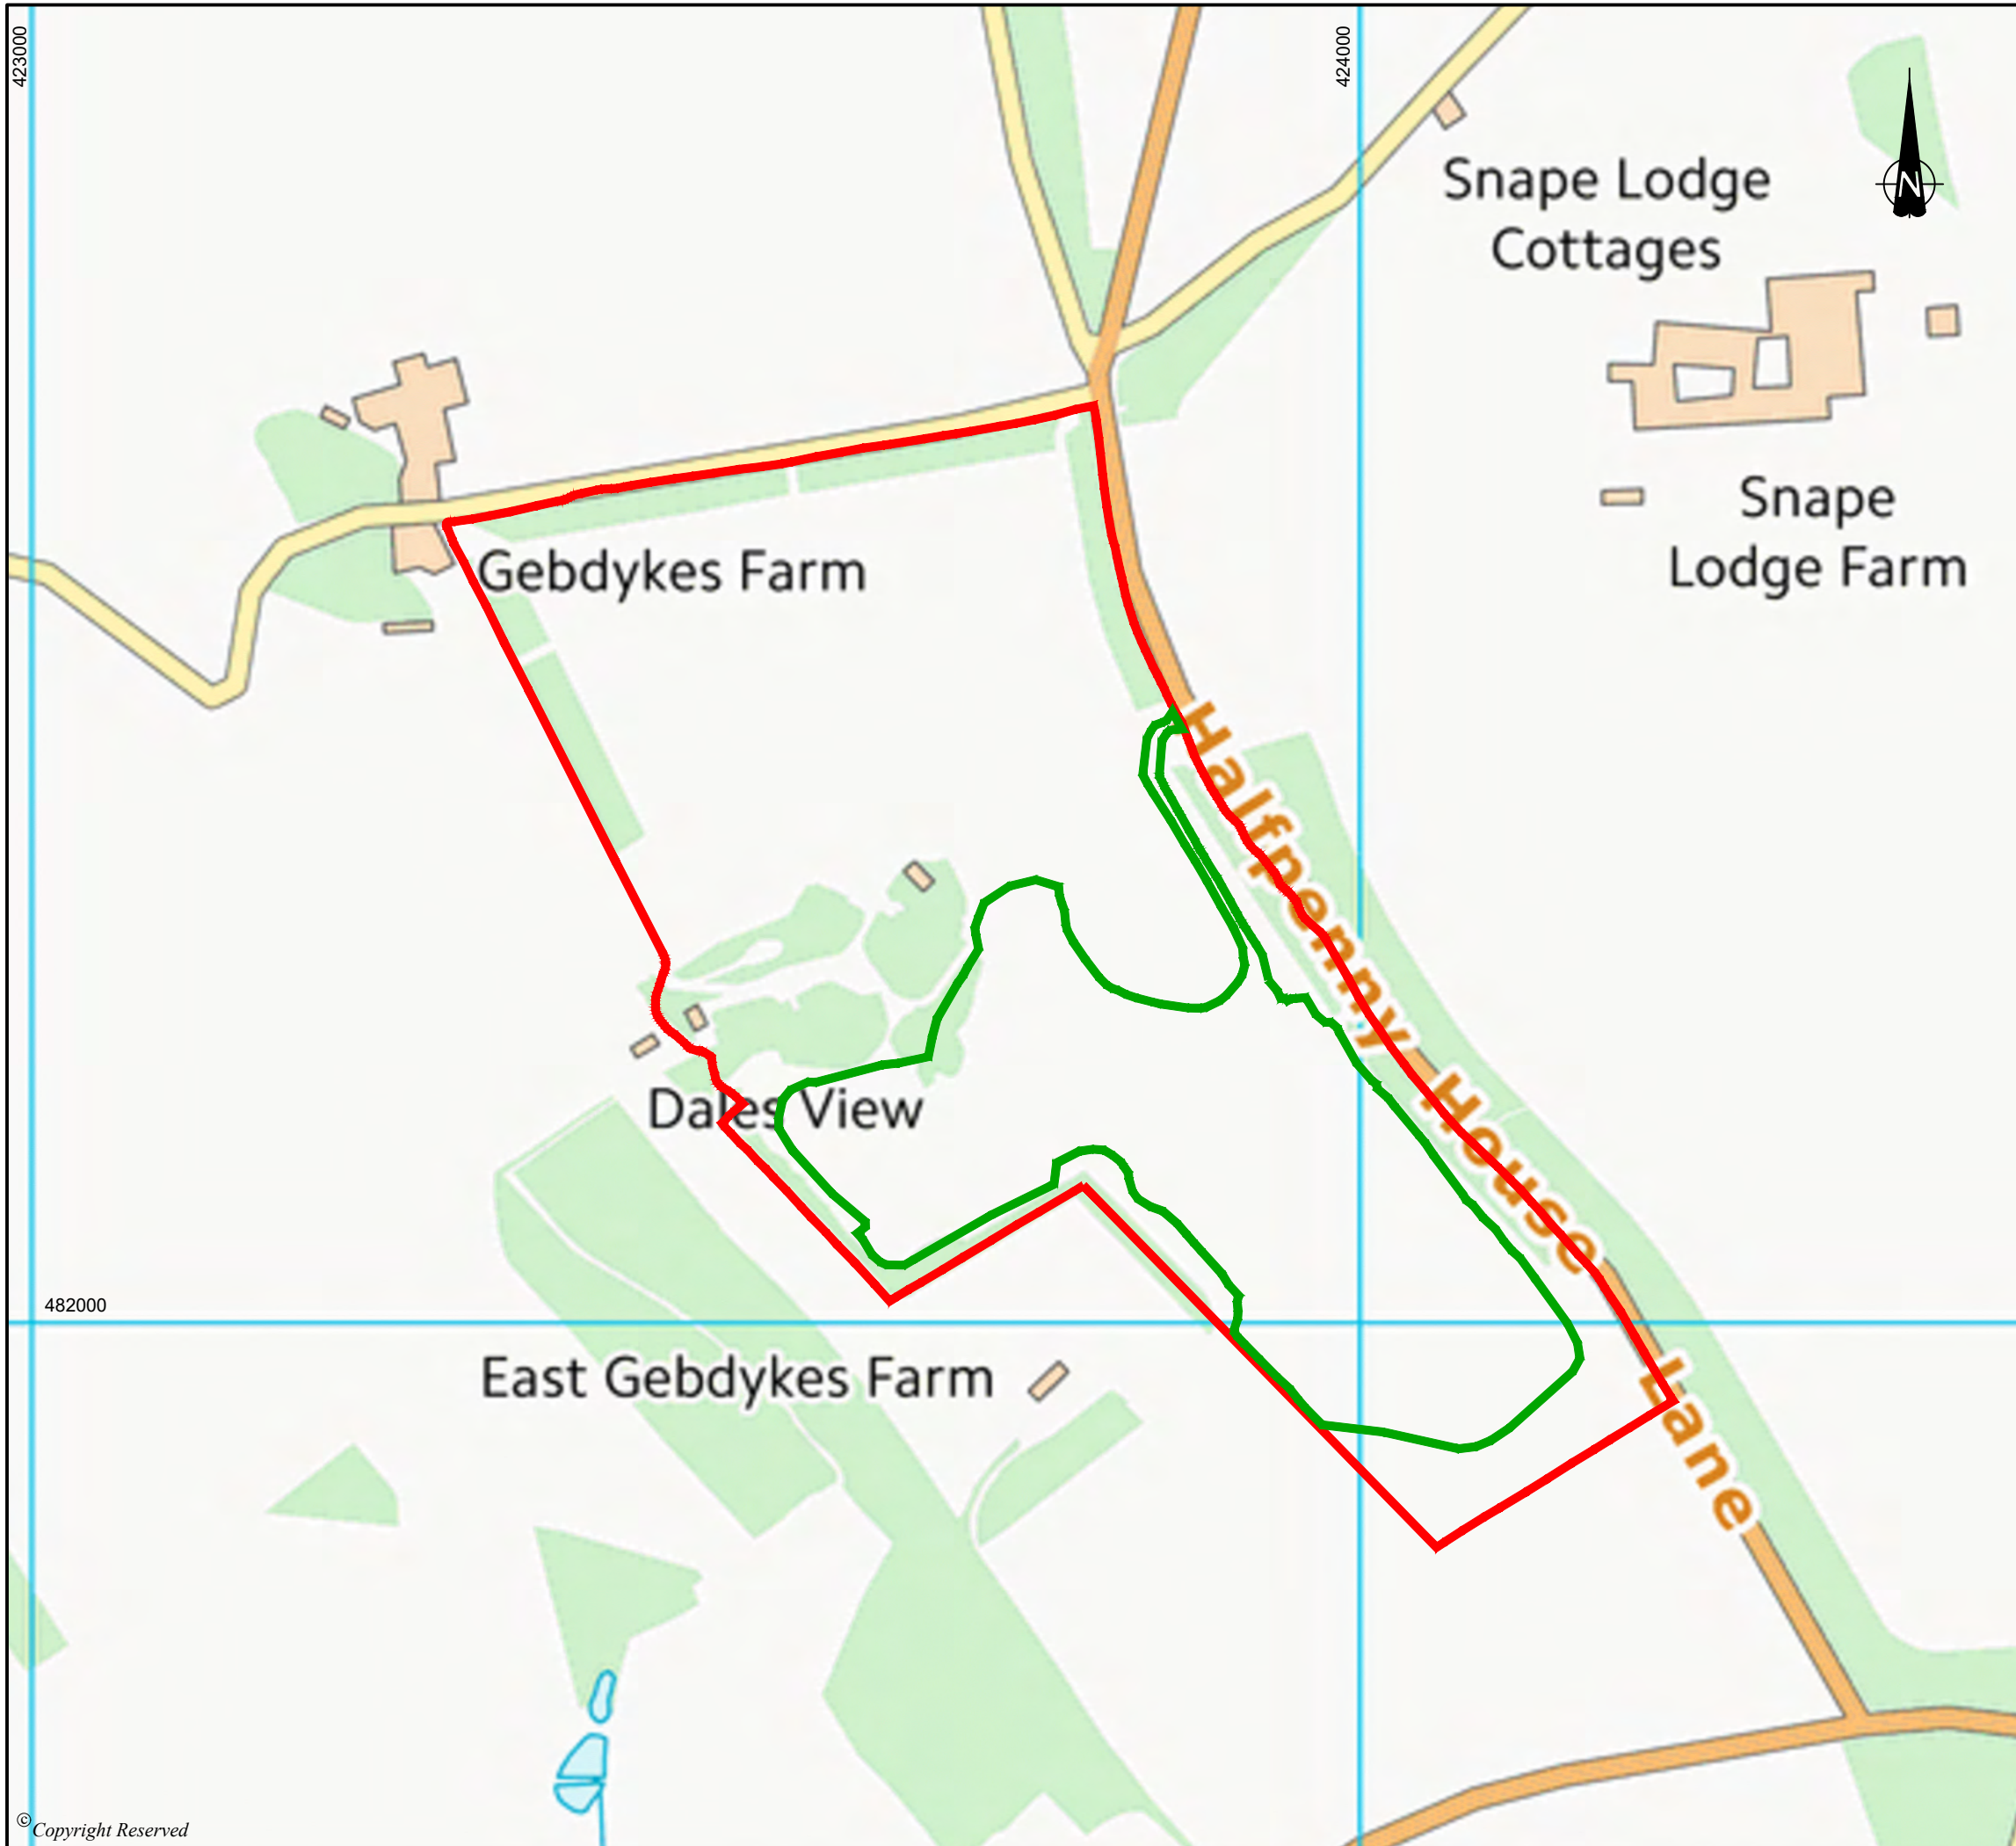 423000
424000
N
Snape Lodge
Cottages
Snape
Lodge Farm
Gebdykes Farm
Halfpenny House Lane
Dales View
482000
East Gebdykes Farm
© Copyright Reserved